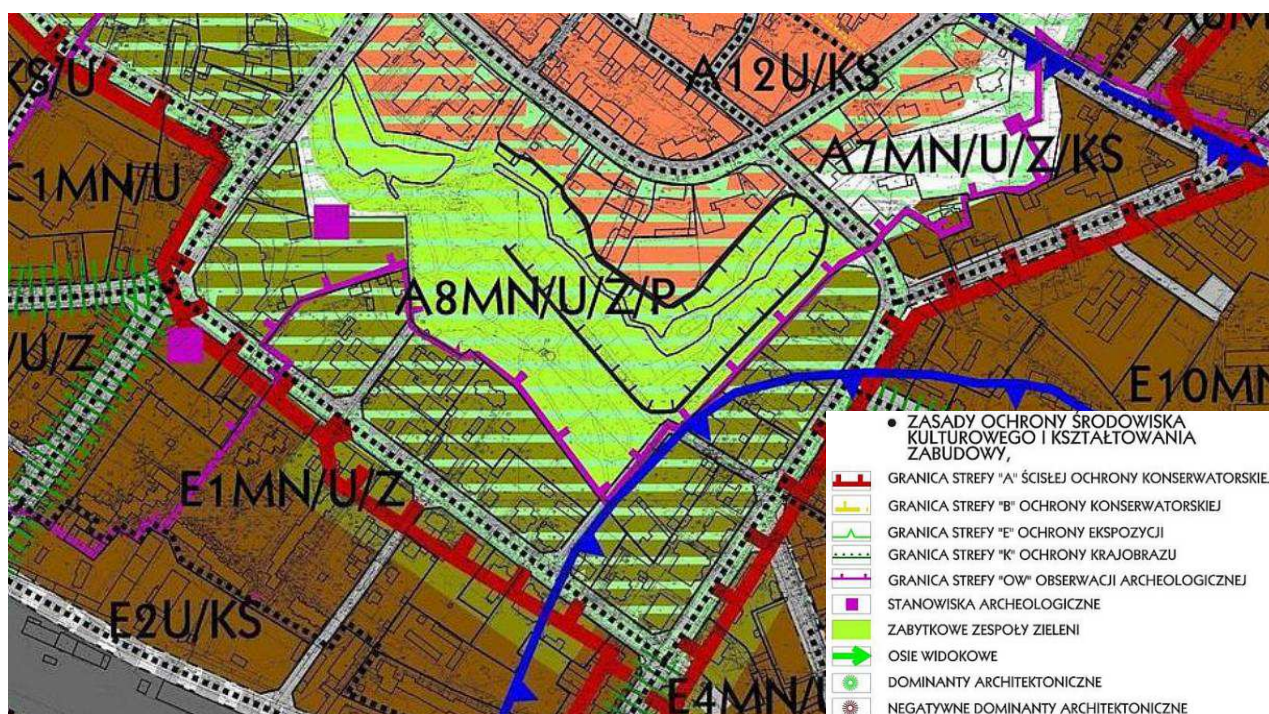 A6M
KS/U
A12U/KS
C1MN/U
A7MN/U/Z/KS
A8MN/U/Z/P
/U/Z
E10MN
E1MN/U/Z
E2U/KS
E4MN/U
• ZASADY OCHRONY ŚRODOWISKA
KULTUROWEGO I KSZTAŁTOWANIA
ZABUDOWY,
GRANICA STREFY "A" ŚCISŁEJ OCHRONY KONSERWATORSKIE
GRANICA STREFY "B" OCHRONY KONSERWATORSKIEJ
GRANICA STREFY "E" OCHRONY EKSPOZYCJI
GRANICA STREFY "K" OCHRONY KRAJOBRAZU
GRANICA STREFY "OW" OBSERWACJI ARCHEOLOGICZNEJ
STANOWISKA ARCHEOLOGICZNE
ZABYTKOWE ZESPOŁY ZIELENI
OSIE WIDOKOWE
DOMINANTY ARCHITEKTONICZNE
NEGATYWNE DOMINANTY ARCHITEKTONICZNE